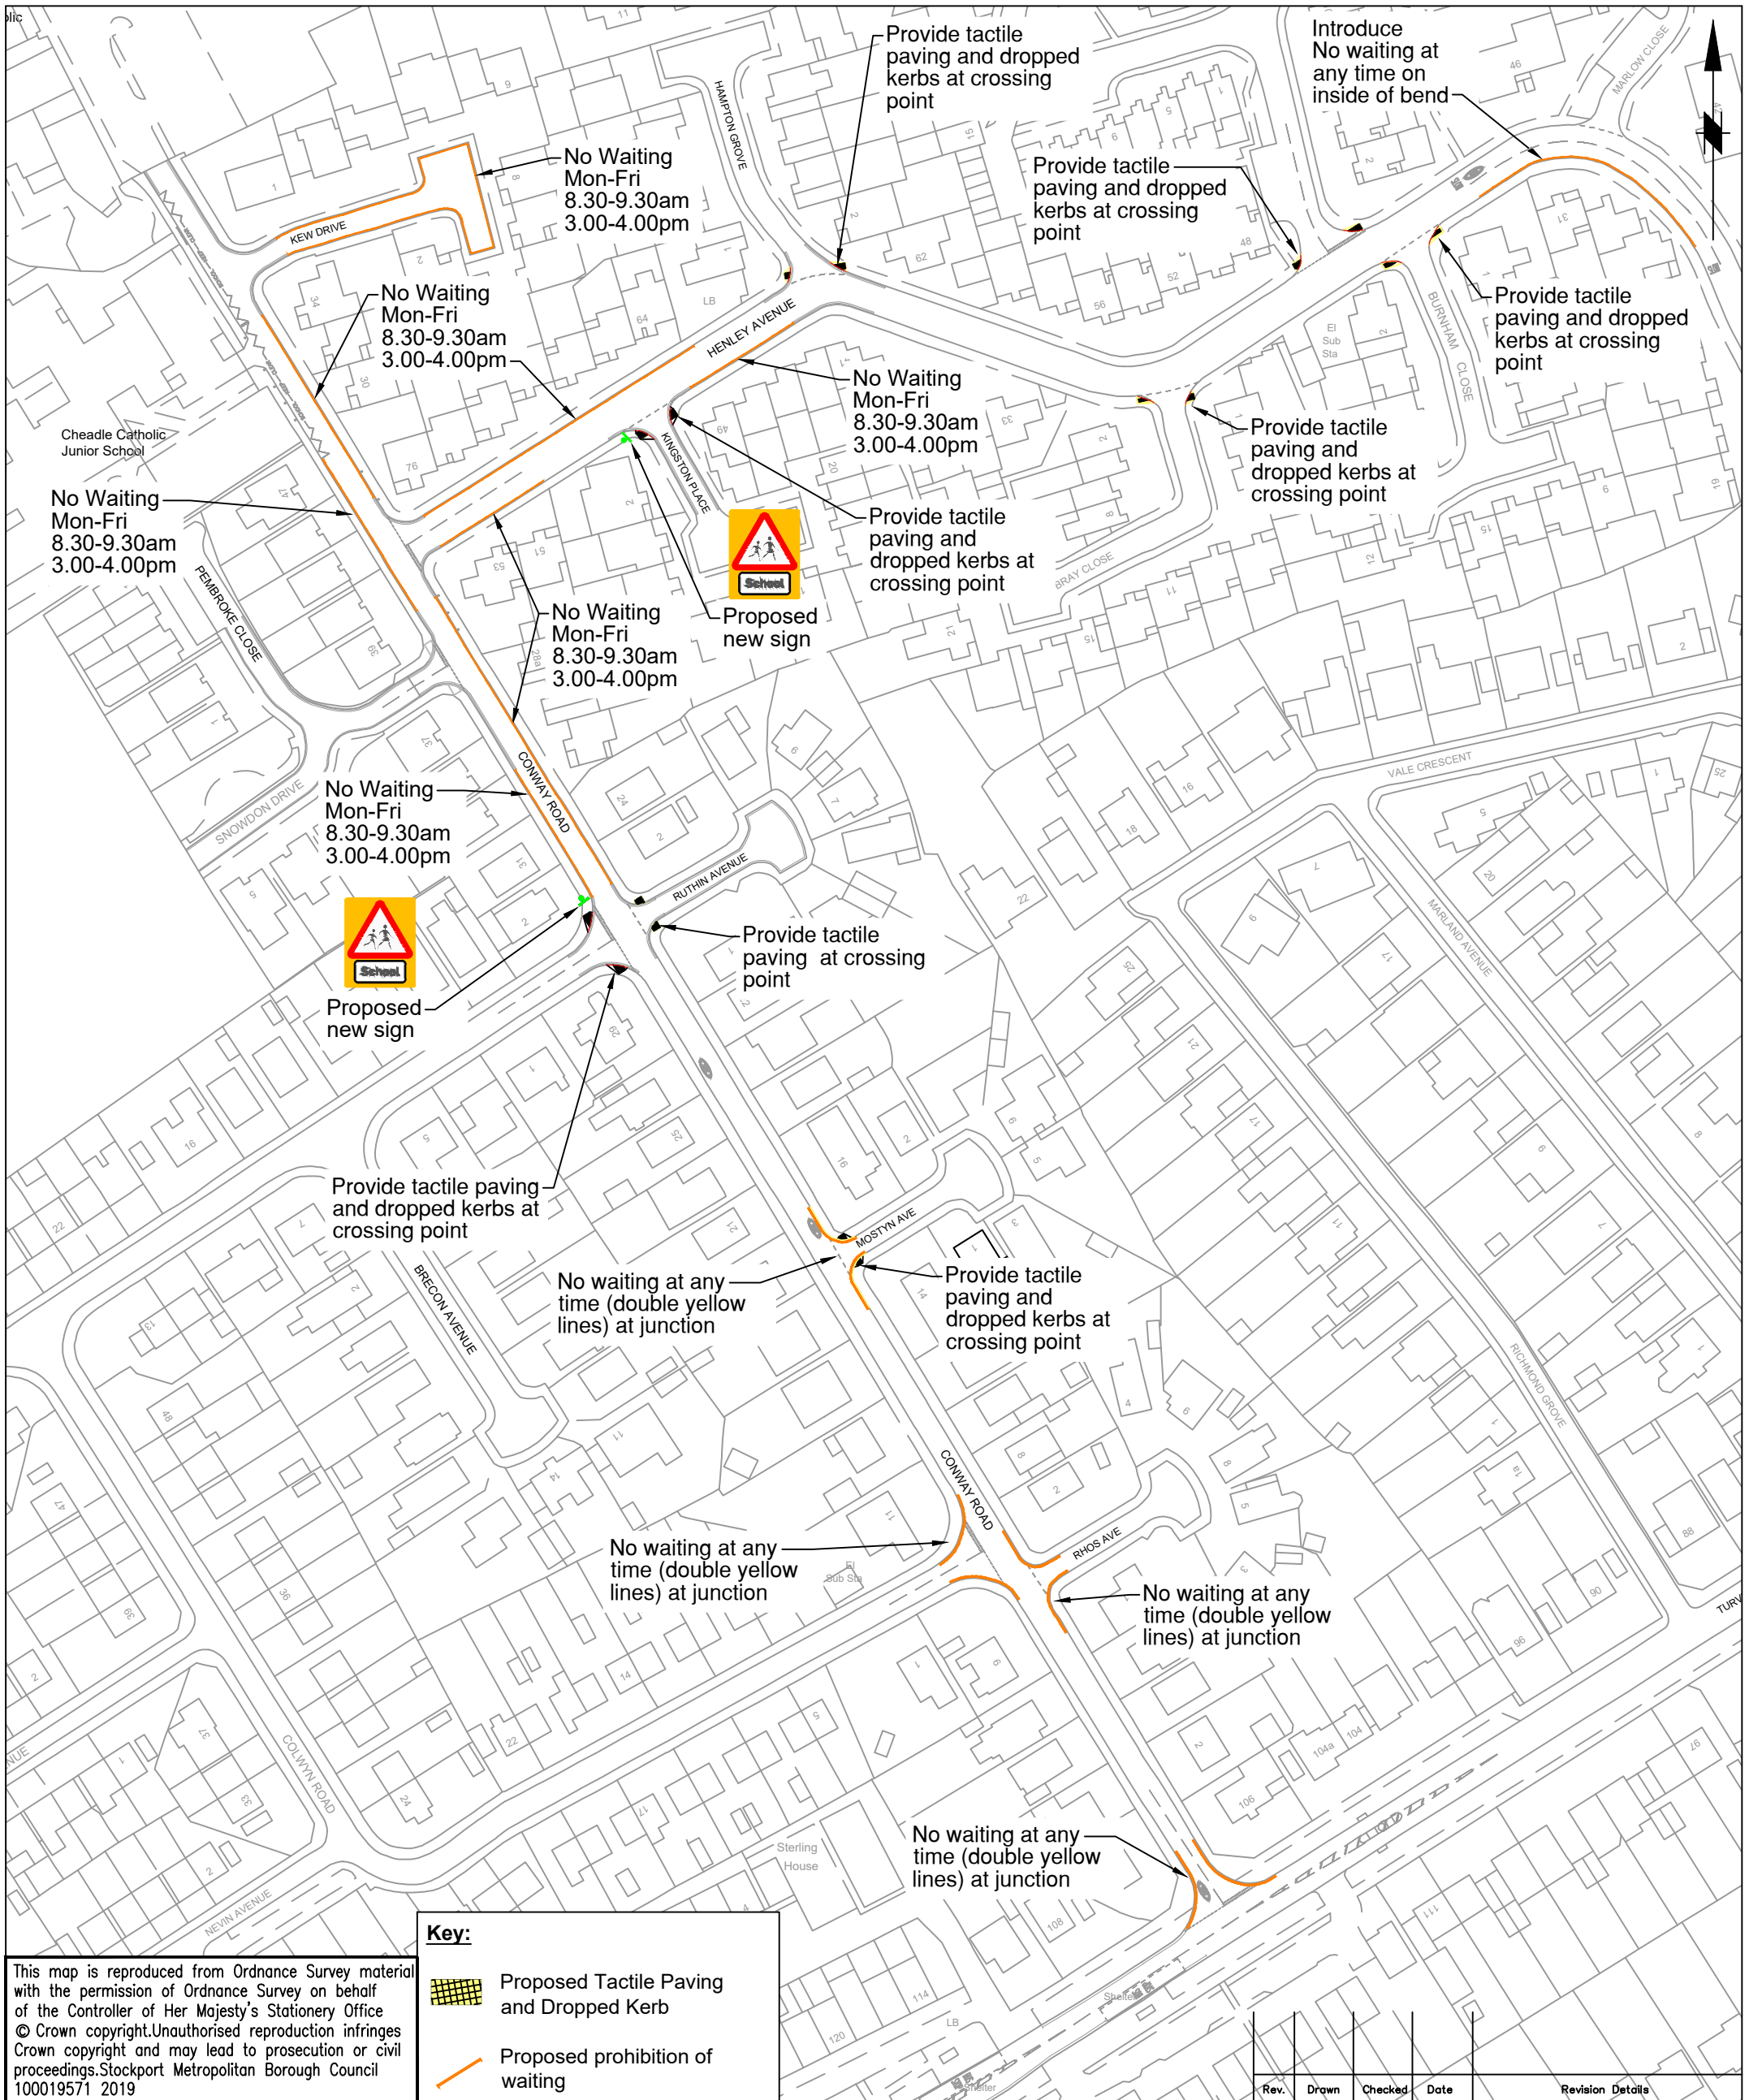 Provide tactile
paving and dropped
kerbs at crossing
point
Introduce
No waiting at
any time on
inside of bend
MARLOW CLOSE
HAMPTON GROVE
No Waiting
Mon-Fri
8.30-9.30am
3.00-4.00pm
Provide tactile
paving and dropped
kerbs at crossing
point
KEW DRIVE
No Waiting
Mon-Fri
8.30-9.30am
3.00-4.00pm
LB
HENLEY AVENUE
El
Sub
Sta
BURNHAM CLOSE
Provide tactile
paving and dropped
kerbs at crossing
point
No Waiting
Mon-Fri
8.30-9.30am
3.00-4.00pm
Cheadle Catholic
Junior School
KINGSTON PLACE
Provide tactile
paving and
dropped kerbs at
crossing point
No Waiting
Mon-Fri
8.30-9.30am
3.00-4.00pm
Provide tactile
paving and
dropped kerbs at
crossing point
School
Proposed
new sign
BRAY CLOSE
PEMBROKE CLOSE
No Waiting
Mon-Fri
8.30-9.30am
3.00-4.00pm
CONWAY ROAD
VALE CRESCENT
SNOWDON DRIVE
No Waiting
Mon-Fri
8.30-9.30am
3.00-4.00pm
RUTHIN AVENUE
MARLAND AVENUE
School
Proposed
new sign
Provide tactile
paving at crossing
point
Provide tactile paving
and dropped kerbs at
crossing point
MOSTYN AVE
BRECON AVENUE
No waiting at any
time (double yellow
lines) at junction
Provide tactile
paving and
dropped kerbs at
crossing point
RICHMOND GROVE
CONWAY ROAD
RHOS AVE
No waiting at any
time (double yellow
lines) at junction
El
Sub Sta
No waiting at any
time (double yellow
lines) at junction
COLWYN ROAD
Sterling
House
No waiting at any
time (double yellow
lines) at junction
NEVIN AVENUE
Shelter
LB
Shelter
Key:
Proposed Tactile Paving
and Dropped Kerb
Proposed prohibition of
waiting
This map is reproduced from Ordnance Survey material
with the permission of Ordnance Survey on behalf
of the Controller of Her Majesty's Stationery Office
© Crown copyright.Unauthorised reproduction infringes
Crown copyright and may lead to prosecution or civil
proceedings.Stockport Metropolitan Borough Council
100019571 2019
Rev. Drawn Checked Date Revision Details